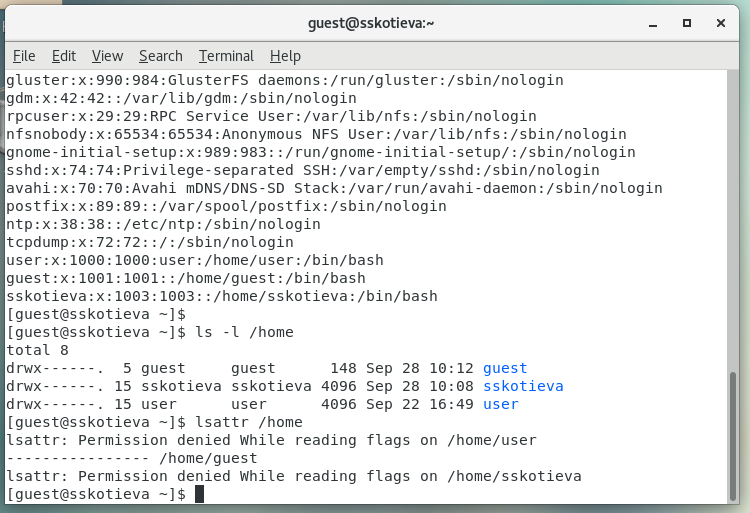 guest@sskotieva:~
File Edit View Search Terminal Help
gluster:x:990:984:GlusterFS daemons:/run/gluster:/sbin/nologin
gdm:x:42:42::/var/lib/gdm:/sbin/nologin
rpcuser:x:29:29:RPC Service User:/var/lib/nfs:/sbin/nologin
nfsnobody:x:65534:65534:Anonymous NFS User:/var/lib/nfs:/sbin/nologin
gnome-initial-setup:x:989:983::/run/gnome-initial-setup/:/sbin/nologin
sshd:x:74:74:Privilege-separated SSH:/var/empty/sshd:/sbin/nologin
avahi:x:70:70:Avahi mDNS/DNS-SD Stack:/var/run/avahi-daemon:/sbin/nologin
postfix:x:89:89::/var/spool/postfix:/sbin/nologin
ntp:x:38:38::/etc/ntp:/sbin/nologin
tcpdump:x:72:72::/:/sbin/nologin
user:x:1000:1000:user:/home/user:/bin/bash
guest:x:1001:1001::/home/guest:/bin/bash
sskotieva:x:1003:1003::/home/sskotieva:/bin/bash
[guest@sskotieva ~]$
[guest@sskotieva ~]$ ls -l /home
total 8
drwx------.  5 guest     guest      148 Sep 28 10:12 guest
drwx------. 15 sskotieva sskotieva 4096 Sep 28 10:08 sskotieva
drwx------. 15 user      user      4096 Sep 22 16:49 user
[guest@sskotieva ~]$ lsattr /home
lsattr: Permission denied While reading flags on /home/user
---------------- /home/guest
lsattr: Permission denied While reading flags on /home/sskotieva
[guest@sskotieva ~]$